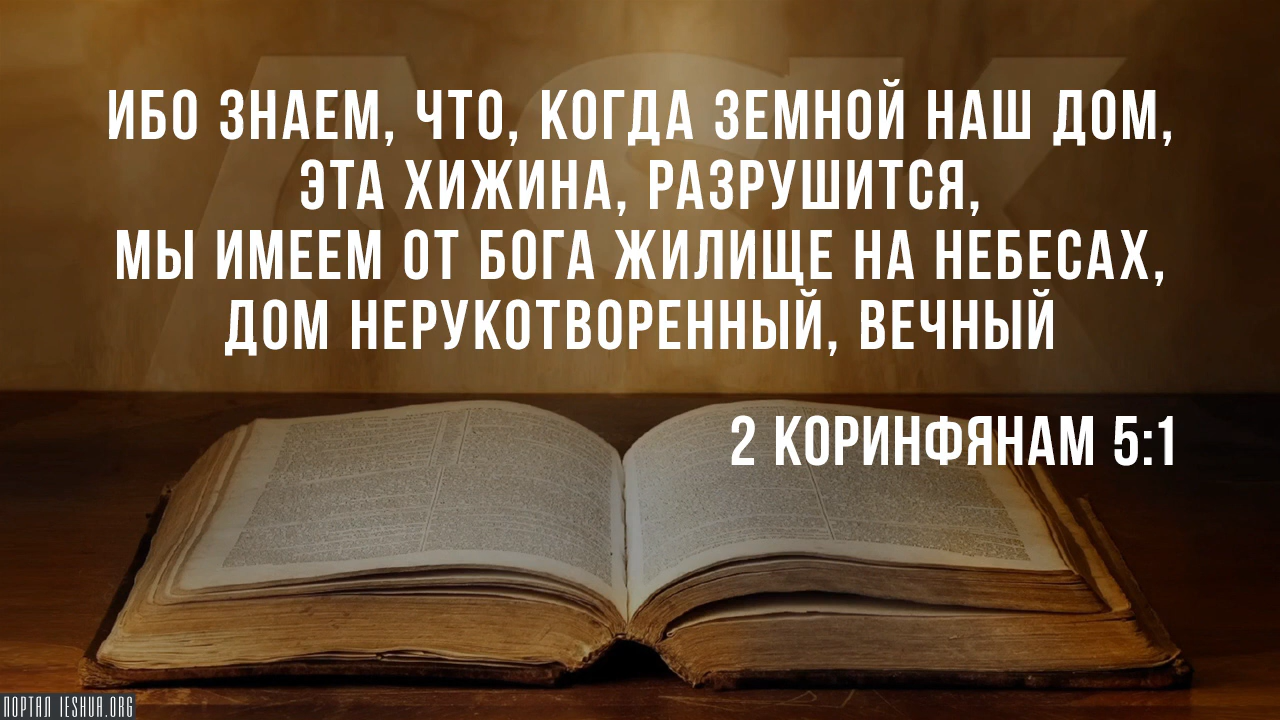 ИБО ЗНАЕМ, ЧТО, КОГДА ЗЕМНОЙ НАШ ДОМ,
ЭТА ХИЖИНА, РАЗРУШИТСЯ,
МЫ ИМЕЕМ ОТ БОГА ЖИЛИЩЕ НА НЕБЕСАХ,
ДОМ НЕРУКОТВОРЕННЫЙ, ВЕЧНЫЙ
2 КОРИНФЯНАМ 5:1
ПОРТАЛ IESHUA.ORG